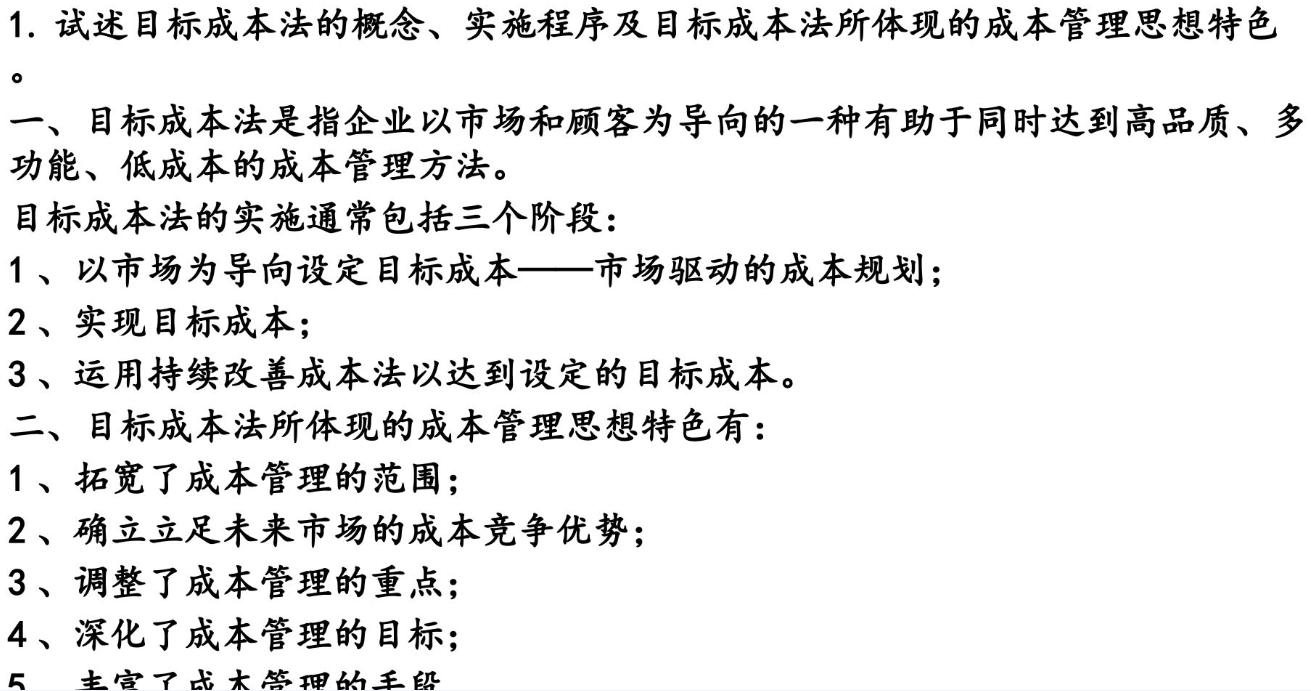 1. 试述目标成本法的概念、实施程序及目标成本法所体现的成本管理思想特色
。
一、目标成本法是指企业以市场和顾客为导向的一种有助于同时达到高品质、多
功能、低成本的成本管理方法。
目标成本法的实施通常包括三个阶段：
1、以市场为导向设定目标成本——市场驱动的成本规划；
2、实现目标成本；
3、运用持续改善成本法以达到设定的目标成本。
二、目标成本法所体现的成本管理思想特色有：
1、拓宽了成本管理的范围；
2、确立立足未来市场的成本竞争优势；
3、调整了成本管理的重点；
4、深化了成本管理的目标；
5、丰富了成本管理的手段